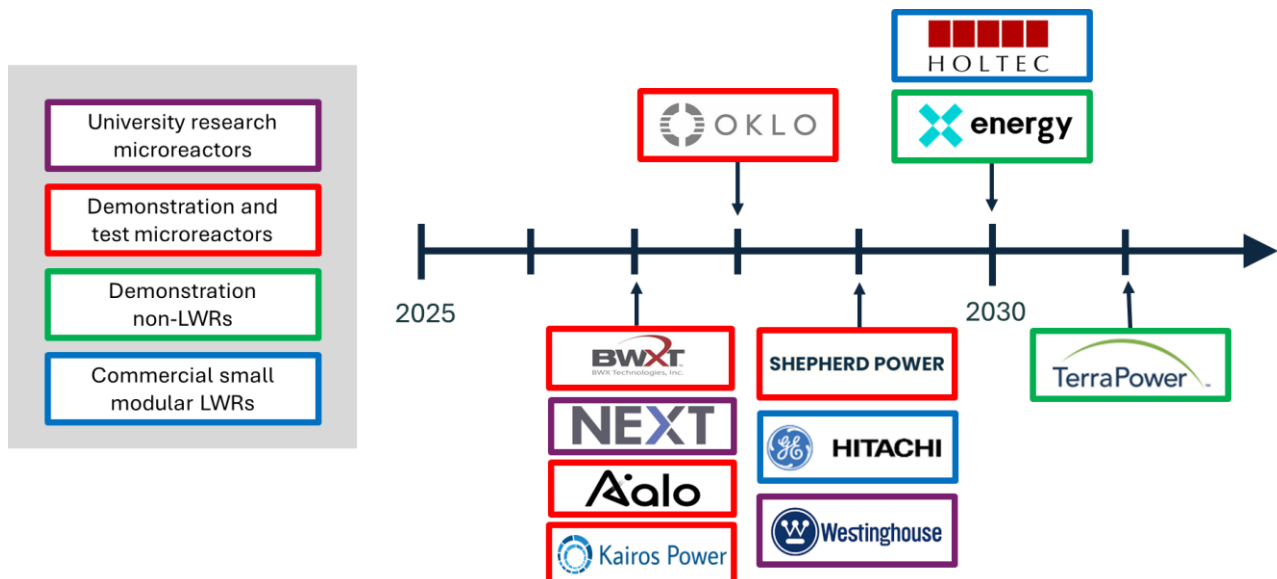 University research
microreactors
Demonstration and
test microreactors
Demonstration
non-LWRs
Commercial small
modular LWRs
HOLTEC
OKLO
energy
2025
2030
BWXT
BWX Technologies, Inc.
NEXT
Aalo
Kairos Power
SHEPHERD POWER
GE HITACHI
Westinghouse
TerraPower